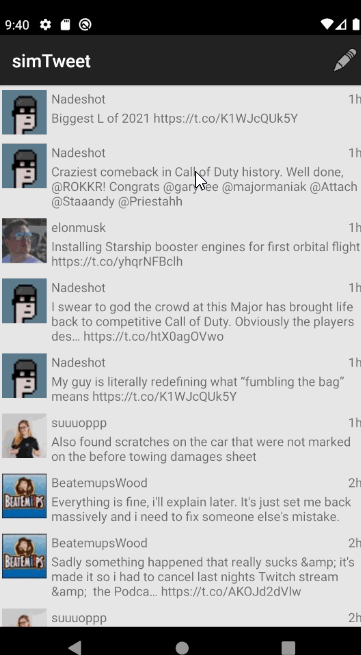 9:40
simTweet
Nadeshot 1h
Biggest L of 2021 https://t.co/K1WJcQUk5Y
Nadeshot 1h
Craziest comeback in Call of Duty history. Well done,
@ROKKR! Congrats @gar ee @majormaniak @Attach
@Staaandy @Priestahh
elonmusk 1h
Installing Starship booster engines for first orbital flight
https://t.co/yhqrNFBclh
Nadeshot 1h
I swear to god the crowd at this Major has brought life
back to competitive Call of Duty. Obviously the players
des... https://t.co/htX0agOVwo
Nadeshot 1h
My guy is literally redefining what “fumbling the bag”
means https://t.co/K1WJcQUk5Y
suuuoppp 1h
Also found scratches on the car that were not marked
on the before towing damages sheet
BeatemupsWood 2h
Everything is fine, i'll explain later. It's just set me back
massively and i need to fix someone else's mistake.
BeatemupsWood 2h
Sadly something happened that really sucks &amp; it's
made it so i had to cancel last nights Twitch stream
&amp;  the Podca... https://t.co/AKOJd2dVlw
suuuoppp 2h